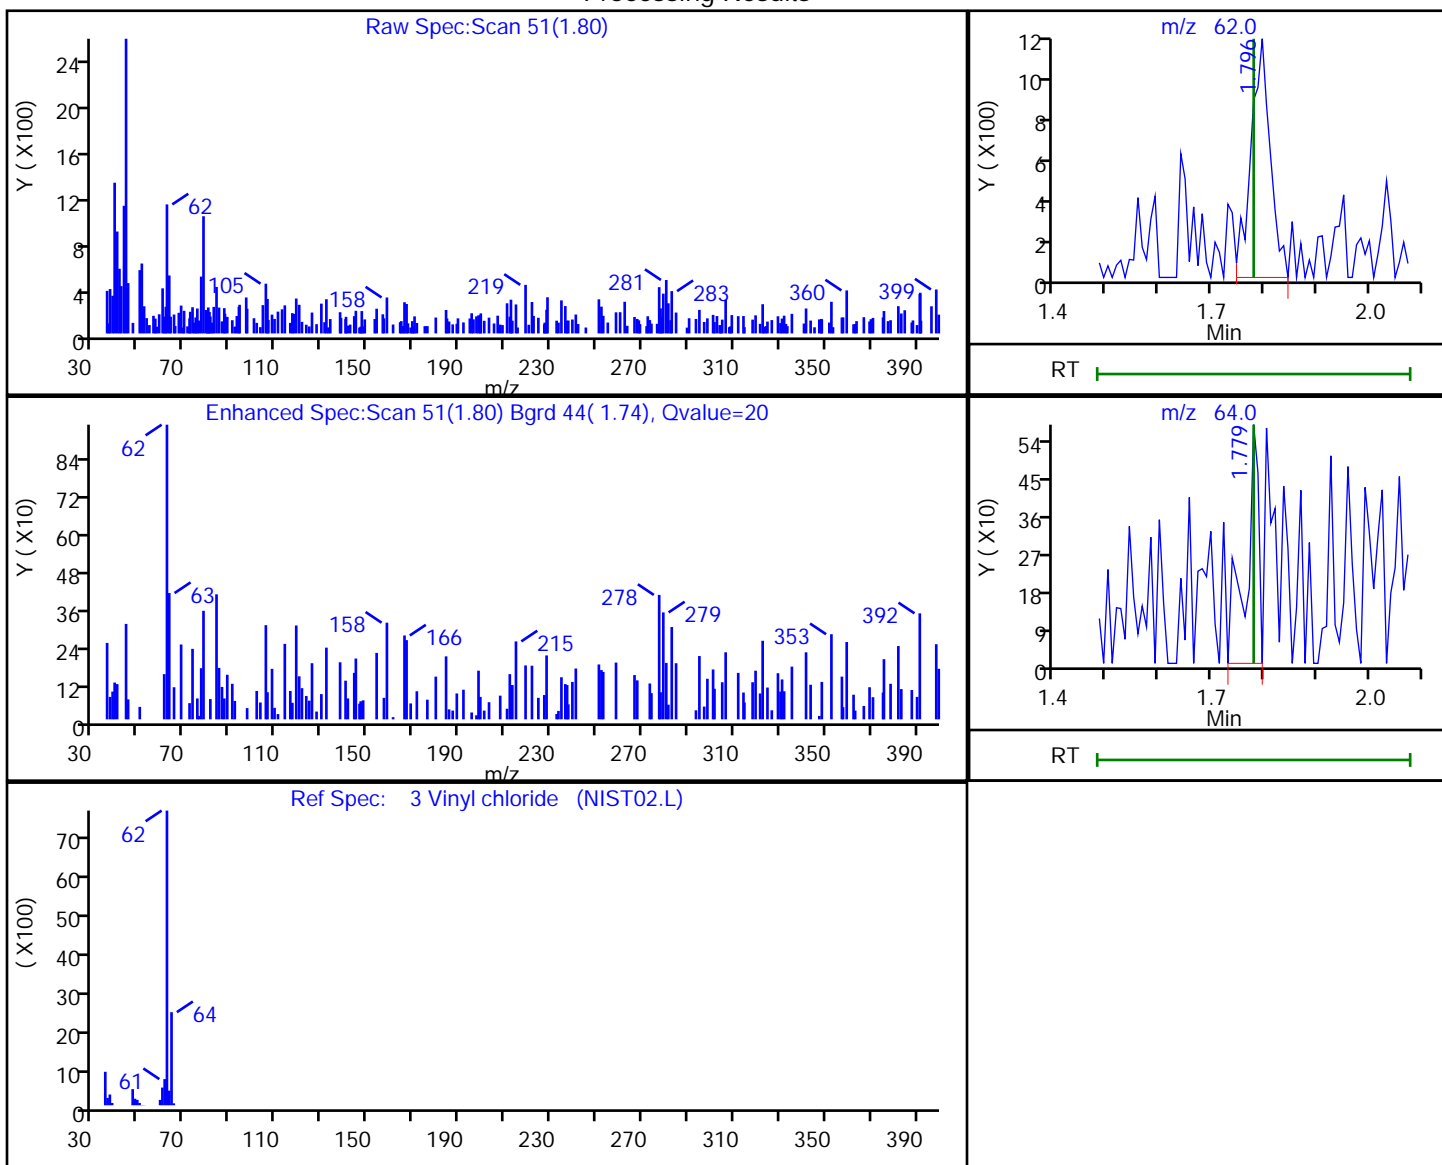 Processing Results
Raw Spec:Scan 51(1.80)
Y ( X100)
24
20
16
12
8
4
0
62
105
158
219
281
283
360
399
30 70 110 150 190 230 270 310 350 390
m/z
m/z 62.0
Y ( X100)
12
10
8
6
4
2
0
1.796
1.4 1.7 2.0
Min
RT
Enhanced Spec:Scan 51(1.80) Bgrd 44( 1.74), Qvalue=20
Y ( X10)
84
72
60
48
36
24
12
0
62
63
158
166
215
278
279
353
392
30 70 110 150 190 230 270 310 350 390
m/z
m/z 64.0
Y ( X10)
54
45
36
27
18
9
0
1.779
1.4 1.7 2.0
Min
RT
Ref Spec: 3 Vinyl chloride (NIST02.L)
( X100)
70
60
50
40
30
20
10
0
62
64
61
30 70 110 150 190 230 270 310 350 390